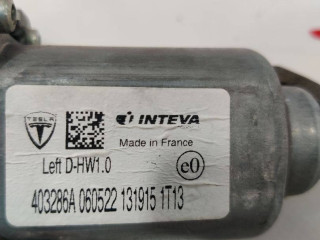 TESLA
INTEVA
Made in France
Left D-HW1.0
e0
403286A 060522 131915 1T13